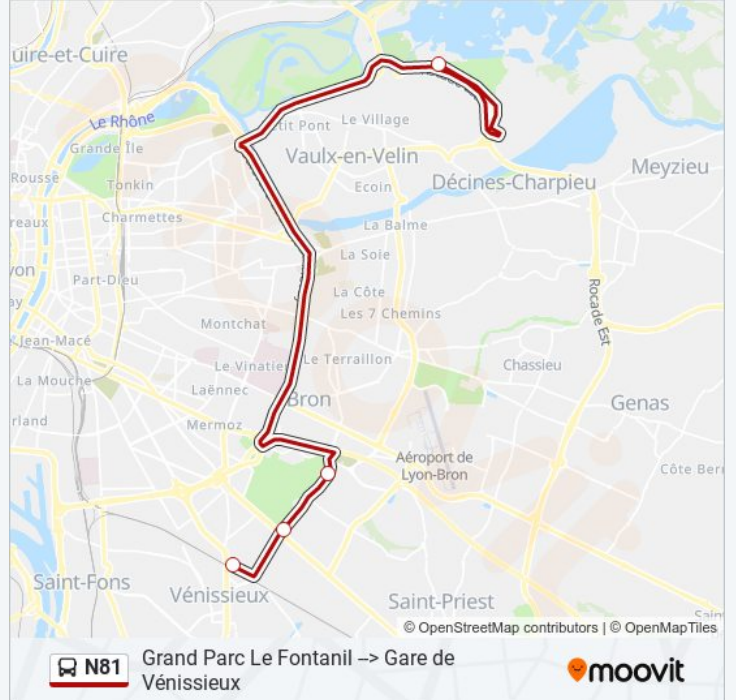 uire-et-Cuire
Le Rhône
etit Pont
Le Village
Grande Île
Vaulx-en-Velin
Meyzieu
Rousse
Tonkin
Ecoin
Décines-Charpieu
reaux
Charmettes
La Balme
La Soie
yon
Part-Dieu
La Côte
ay
Les 7 Chemins
Rocade Est
Montchat
Jean-Macé
Le Vinatier
Le Terraillon
Chassieu
La Mouche
Laënnec
Bron
Genas
rland
Mermoz
Aéroport de
Lyon-Bron
Côte Ber
Saint-Fons
Vénissieux
Saint-Priest
Sain
© OpenStreetMap contributors | © OpenMapTiles
N81
Grand Parc Le Fontanil --> Gare de
Vénissieux
moovit